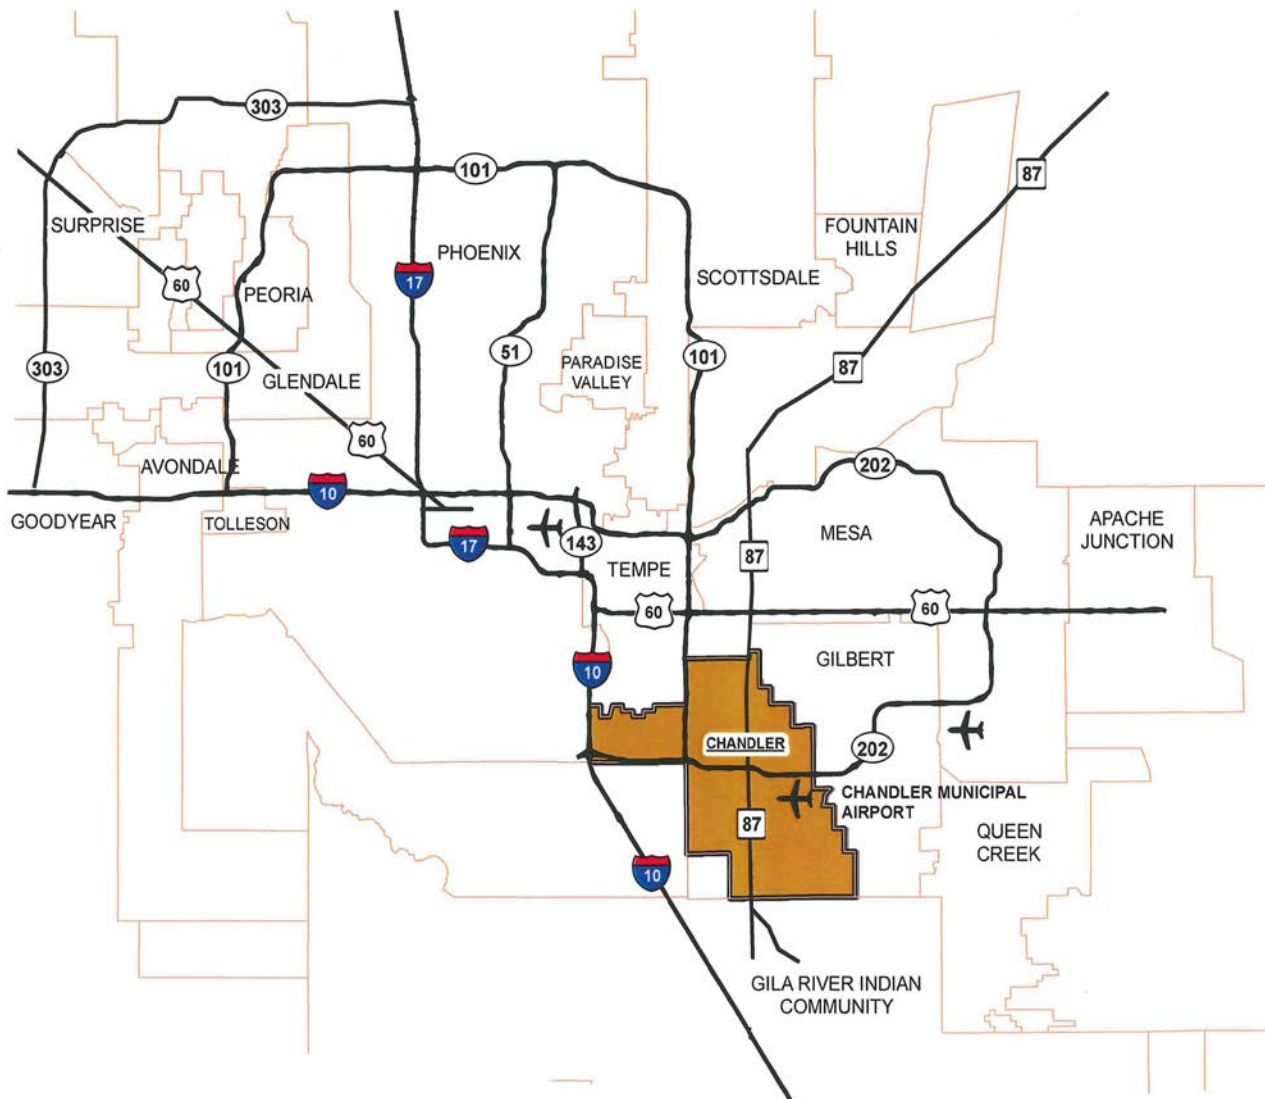 303
101
87
SURPRISE
FOUNTAIN
HILLS
PHOENIX
SCOTTSDALE
60
17
PEORIA
51
101
87
303
101
PARADISE
VALLEY
GLENDALE
60
AVONDALE
202
10
GOODYEAR
TOLLESON
APACHE
JUNCTION
MESA
17
143
87
TEMPE
60
60
GILBERT
10
CHANDLER
202
CHANDLER MUNICIPAL
AIRPORT
87
QUEEN
CREEK
10
GILA RIVER INDIAN
COMMUNITY